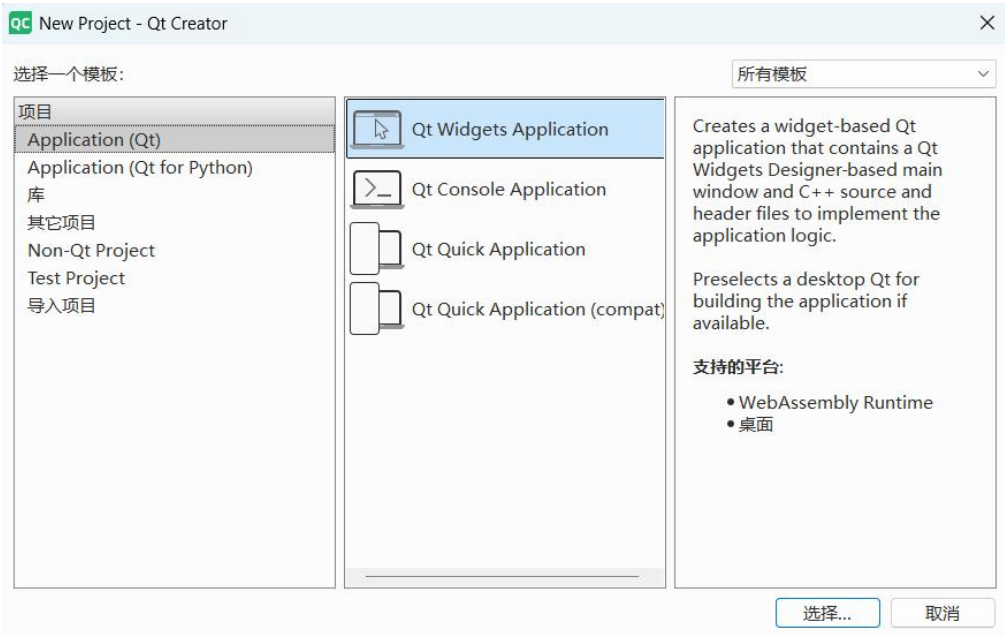 QC New Project - Qt Creator
选择一个模板:
所有模板
项目
Application (Qt)
Application (Qt for Python)
库
其它项目
Non-Qt Project
Test Project
导入项目
Qt Widgets Application
Qt Console Application
Qt Quick Application
Qt Quick Application (compat)
Creates a widget-based Qt
application that contains a Qt
Widgets Designer-based main
window and C++ source and
header files to implement the
application logic.
Preselects a desktop Qt for
building the application if
available.
支持的平台:
• WebAssembly Runtime
• 桌面
选择...
取消